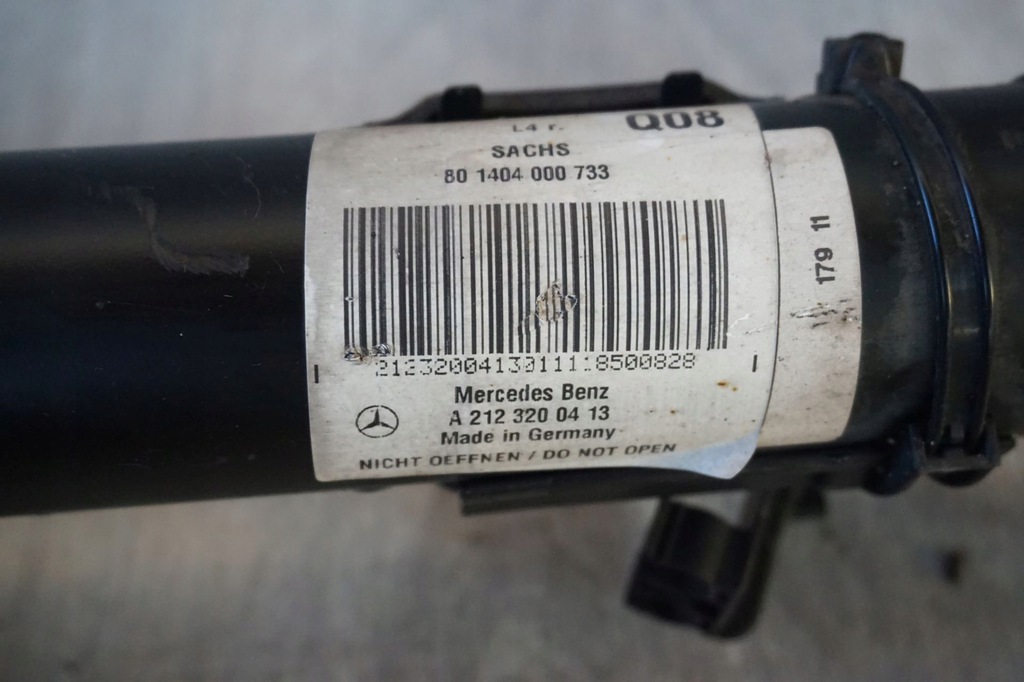 L4 r. Q08
SACHS
80 1404 000 733
Mercedes Benz
A 212 320 04 13
Made in Germany
NICHT OEFFNEN / DO NOT OPEN
179 11